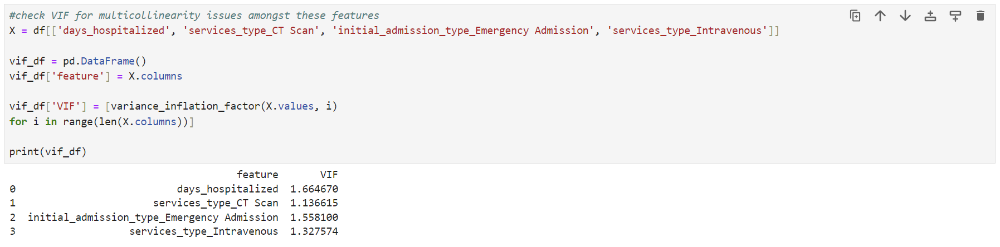 #check VIF for multicollinearity issues amongst these features
X = df[['days_hospitalized', 'services_type_CT Scan', 'initial_admission_type_Emergency Admission', 'services_type_Intravenous']]
vif_df = pd.DataFrame()
vif_df['feature'] = X.columns
vif_df['VIF'] = [variance_inflation_factor(X.values, i)
for i in range(len(X.columns))]
print(vif_df)
feature VIF
0 days_hospitalized 1.664670
1 services_type_CT Scan 1.136615
2 initial_admission_type_Emergency Admission 1.558100
3 services_type_Intravenous 1.327574